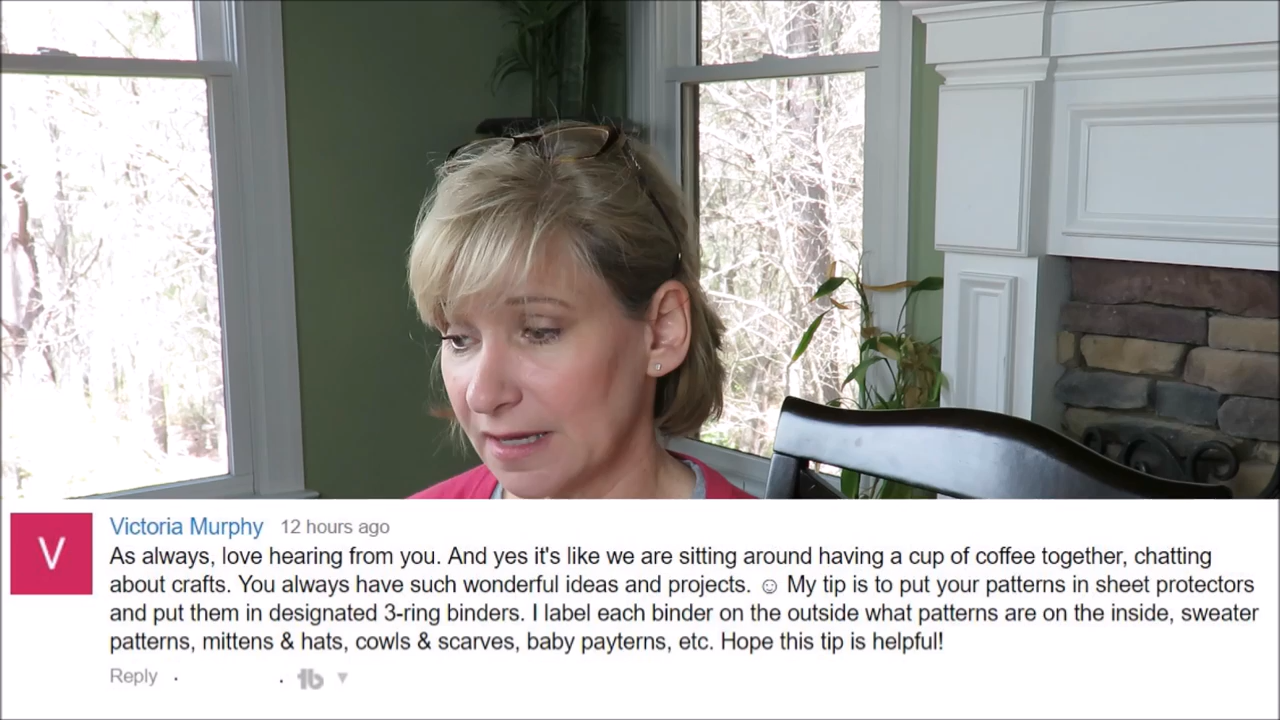 V
Victoria Murphy 12 hours ago
As always, love hearing from you. And yes it's like we are sitting around having a cup of coffee together, chatting
about crafts. You always have such wonderful ideas and projects. ☺ My tip is to put your patterns in sheet protectors
and put them in designated 3-ring binders. I label each binder on the outside what patterns are on the inside, sweater
patterns, mittens & hats, cowls & scarves, baby payterns, etc. Hope this tip is helpful!
Reply · · tb ▼